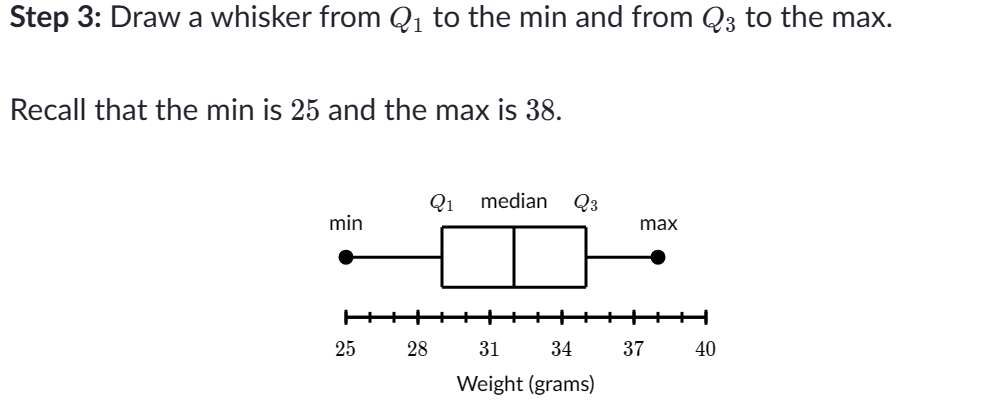 Step 3: Draw a whisker from Q₁ to the min and from Q₃ to the max.
Recall that the min is 25 and the max is 38.
Q₁ median Q₃
min max
25 28 31 34 37 40
Weight (grams)